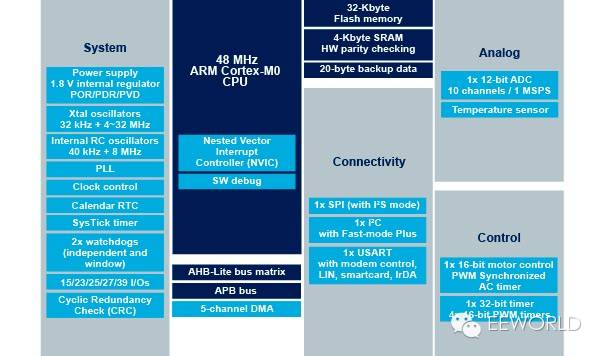 System
Power supply
1.8 V internal regulator
POR/PDR/PVD
Xtal oscillators
32 kHz + 4~32 MHz
Internal RC oscillators
40 kHz + 8 MHz
PLL
Clock control
Calendar RTC
SysTick timer
2x watchdogs
(independent and
window)
15/23/25/27/39 I/Os
Cyclic Redundancy
Check (CRC)
48 MHz
ARM Cortex-M0
CPU
Nested Vector
Interrupt
Controller (NVIC)
SW debug
AHB-Lite bus matrix
APB bus
5-channel DMA
32-Kbyte
Flash memory
4-Kbyte SRAM
HW parity checking
20-byte backup data
Connectivity
1x SPI (with I²S mode)
1x I²C
with Fast-mode Plus
1x USART
with modem control,
LIN, smartcard, IrDA
Analog
1x 12-bit ADC
10 channels / 1 MSPS
Temperature sensor
Control
1x 16-bit motor control
PWM Synchronized
AC timer
1x 32-bit timer
4x 16-bit PWM timers
EEWORLD